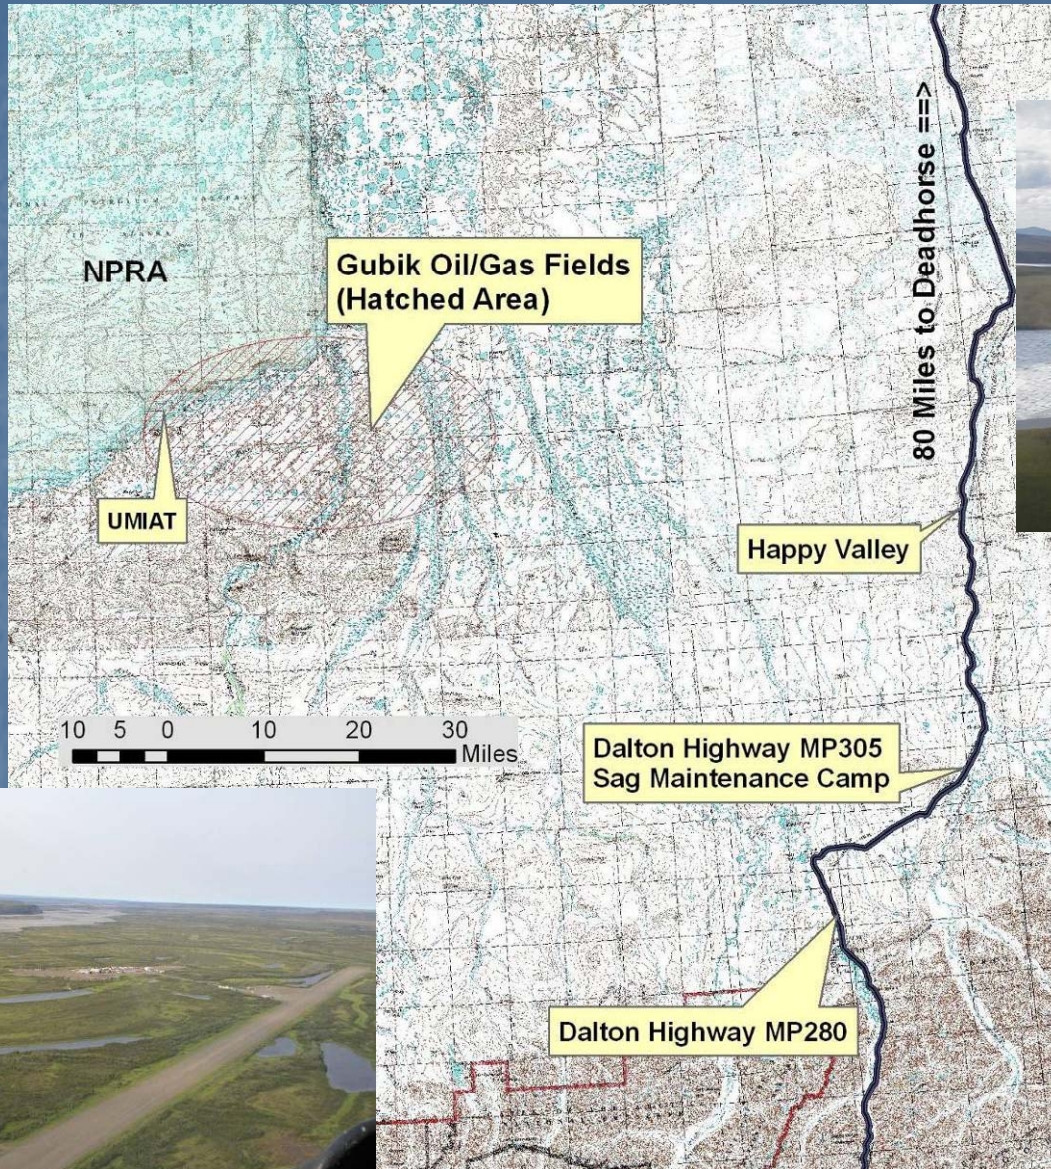 80 Miles to Deadhorse ==>
NPRA
Gubik Oil/Gas Fields
(Hatched Area)
UMIAT
Happy Valley
10 5 0 10 20 30
Miles
Dalton Highway MP305
Sag Maintenance Camp
Dalton Highway MP280